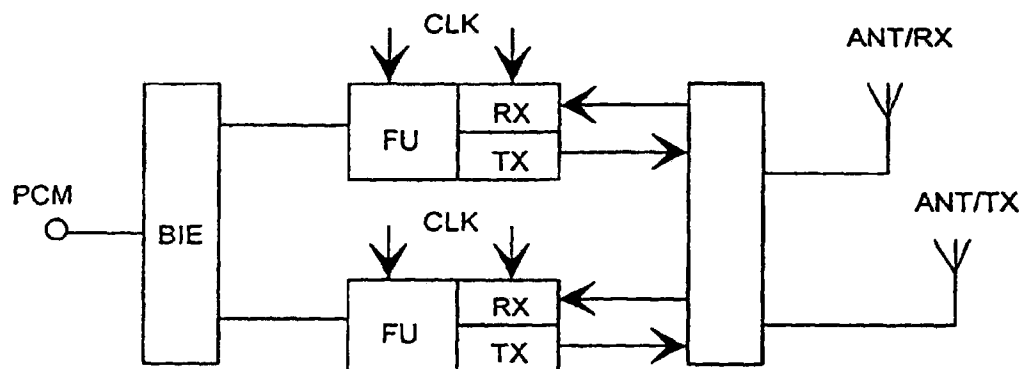 CLK
ANT/RX
FU
RX
TX
PCM
BIE
CLK
ANT/TX
FU
RX
TX